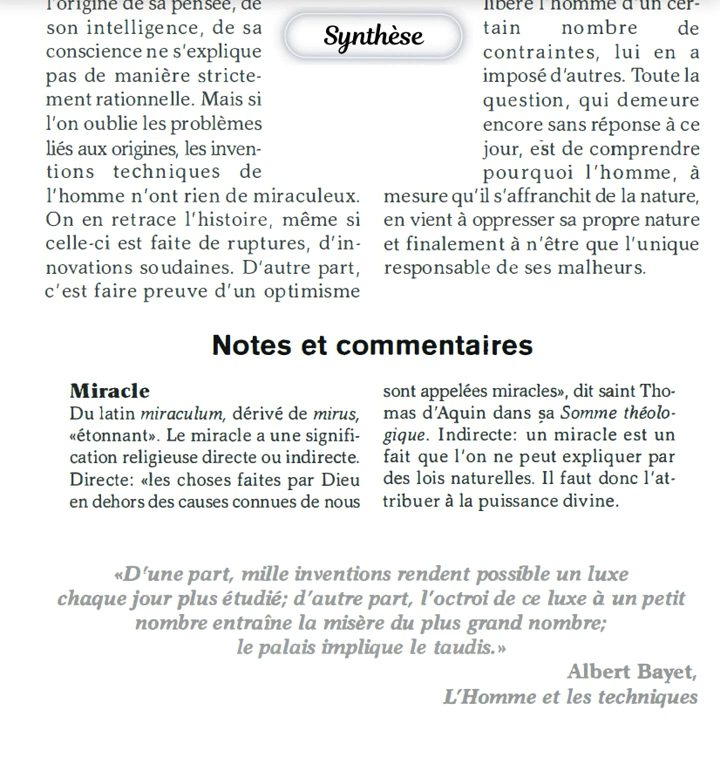 l'origine de sa pensée, de
son intelligence, de sa
conscience ne s'explique
pas de manière stricte-
ment rationnelle. Mais si
l'on oublie les problèmes
liés aux origines, les inven-
tions techniques de
l'homme n'ont rien de miraculeux.
On en retrace l'histoire, même si
celle-ci est faite de ruptures, d'in-
novations soudaines. D'autre part,
c'est faire preuve d'un optimisme
Synthèse
libère l'homme d'un cer-
tain nombre de
contraintes, lui en a
imposé d'autres. Toute la
question, qui demeure
encore sans réponse à ce
jour, est de comprendre
pourquoi l'homme, à
mesure qu'il s'affranchit de la nature,
en vient à oppresser sa propre nature
et finalement à n'être que l'unique
responsable de ses malheurs.
Notes et commentaires
Miracle
Du latin miraculum, dérivé de mirus,
«étonnant». Le miracle a une signifi-
cation religieuse directe ou indirecte.
Directe: «les choses faites par Dieu
en dehors des causes connues de nous
sont appelées miracles», dit saint Tho-
mas d'Aquin dans sa Somme théolo-
gique. Indirecte: un miracle est un
fait que l'on ne peut expliquer par
des lois naturelles. Il faut donc l'at-
tribuer à la puissance divine.
«D'une part, mille inventions rendent possible un luxe
chaque jour plus étudié; d'autre part, l'octroi de ce luxe à un petit
nombre entraîne la misère du plus grand nombre;
le palais implique le taudis.»
Albert Bayet,
L'Homme et les techniques